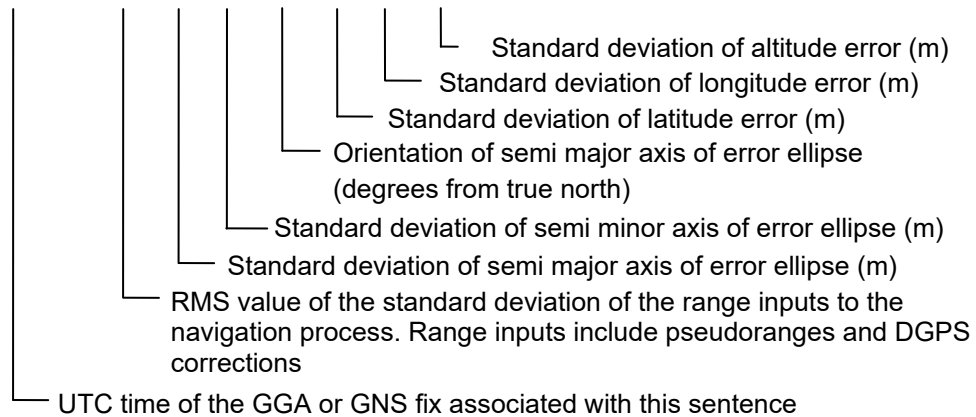 Standard deviation of altitude error (m)
Standard deviation of longitude error (m)
Standard deviation of latitude error (m)
Orientation of semi major axis of error ellipse
(degrees from true north)
Standard deviation of semi minor axis of error ellipse (m)
Standard deviation of semi major axis of error ellipse (m)
RMS value of the standard deviation of the range inputs to the
navigation process. Range inputs include pseudoranges and DGPS
corrections
UTC time of the GGA or GNS fix associated with this sentence